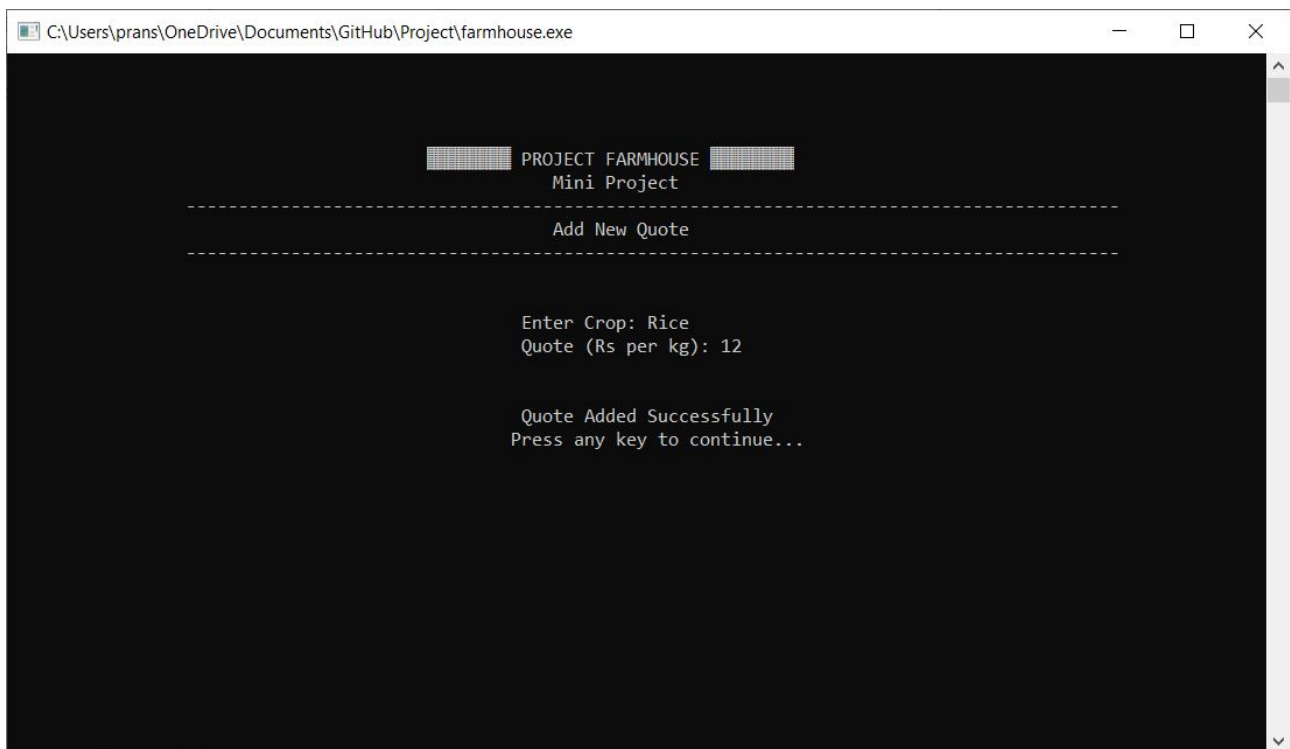 C:\Users\prans\OneDrive\Documents\GitHub\Project\farmhouse.exe
PROJECT FARMHOUSE
Mini Project
-----------------------------------------------------------------------------------------
Add New Quote
-----------------------------------------------------------------------------------------
Enter Crop: Rice
Quote (Rs per kg): 12
Quote Added Successfully
Press any key to continue...